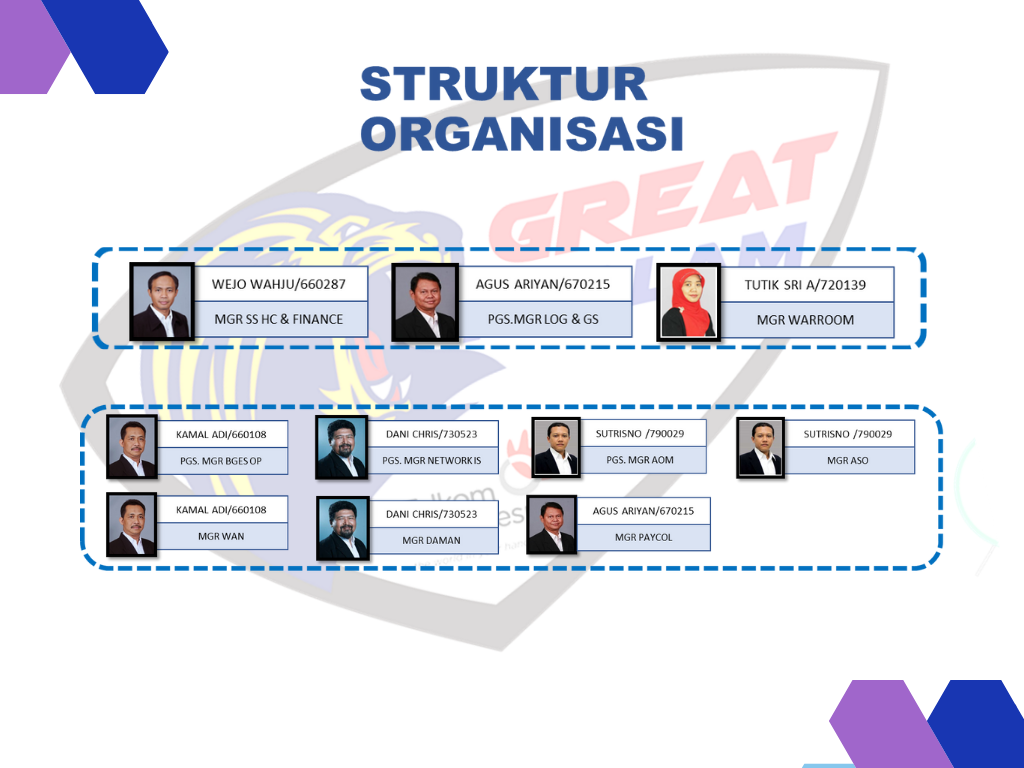 STRUKTUR
ORGANISASI
GREAT
LAM
WEJO WAHJU/660287
MGR SS HC & FINANCE
AGUS ARIYAN/670215
PGS.MGR LOG & GS
TUTIK SRI A/720139
MGR WARROOM
KAMAL ADI/660108
PGS. MGR BGES OP
DANI CHRIS/730523
PGS. MGR NETWORK IS
SUTRISNO /790029
PGS. MGR AOM
SUTRISNO /790029
MGR ASO
KAMAL ADI/660108
MGR WAN
DANI CHRIS/730523
MGR DAMAN
AGUS ARIYAN/670215
MGR PAYCOL